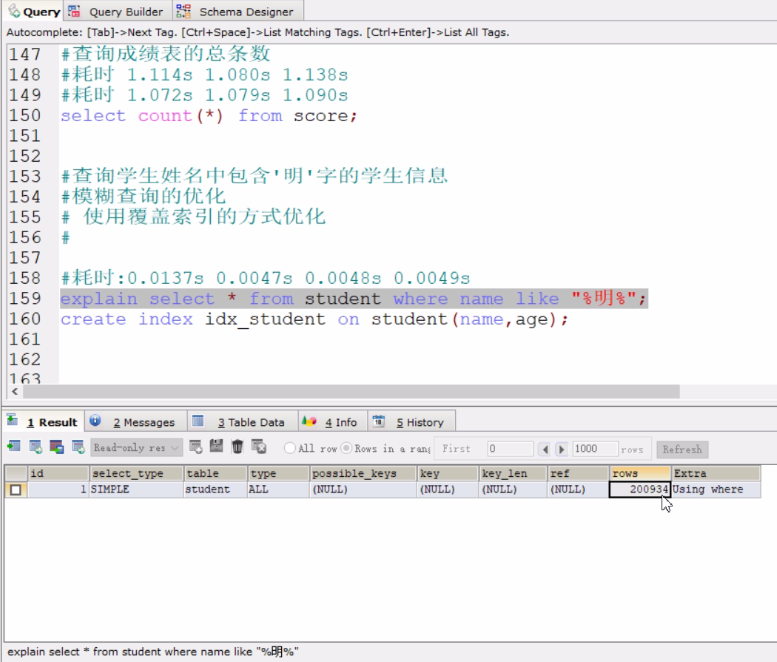 Query Query Builder Schema Designer
Autocomplete: [Tab]->Next Tag. [Ctrl+Space]->List Matching Tags. [Ctrl+Enter]->List All Tags.
147 #查询成绩表的总条数
148 #耗时 1.114s 1.080s 1.138s
149 #耗时 1.072s 1.079s 1.090s
150 select count(*) from score;
151
152
153 #查询学生姓名中包含'明'字的学生信息
154 #模糊查询的优化
155 # 使用覆盖索引的方式优化
156 #
157
158 #耗时:0.0137s 0.0047s 0.0048s 0.0049s
159 explain select * from student where name like "%明%";
160 create index idx_student on student(name,age);
161
162
163
1 Result 2 Messages 3 Table Data 4 Info 5 History
Read-only res All row Rows in a rang First 0 1000 rows Refresh
id select_type table type possible_keys key key_len ref rows Extra
1 SIMPLE student ALL (NULL) (NULL) (NULL) (NULL) 200934 Using where
explain select * from student where name like "%明%"